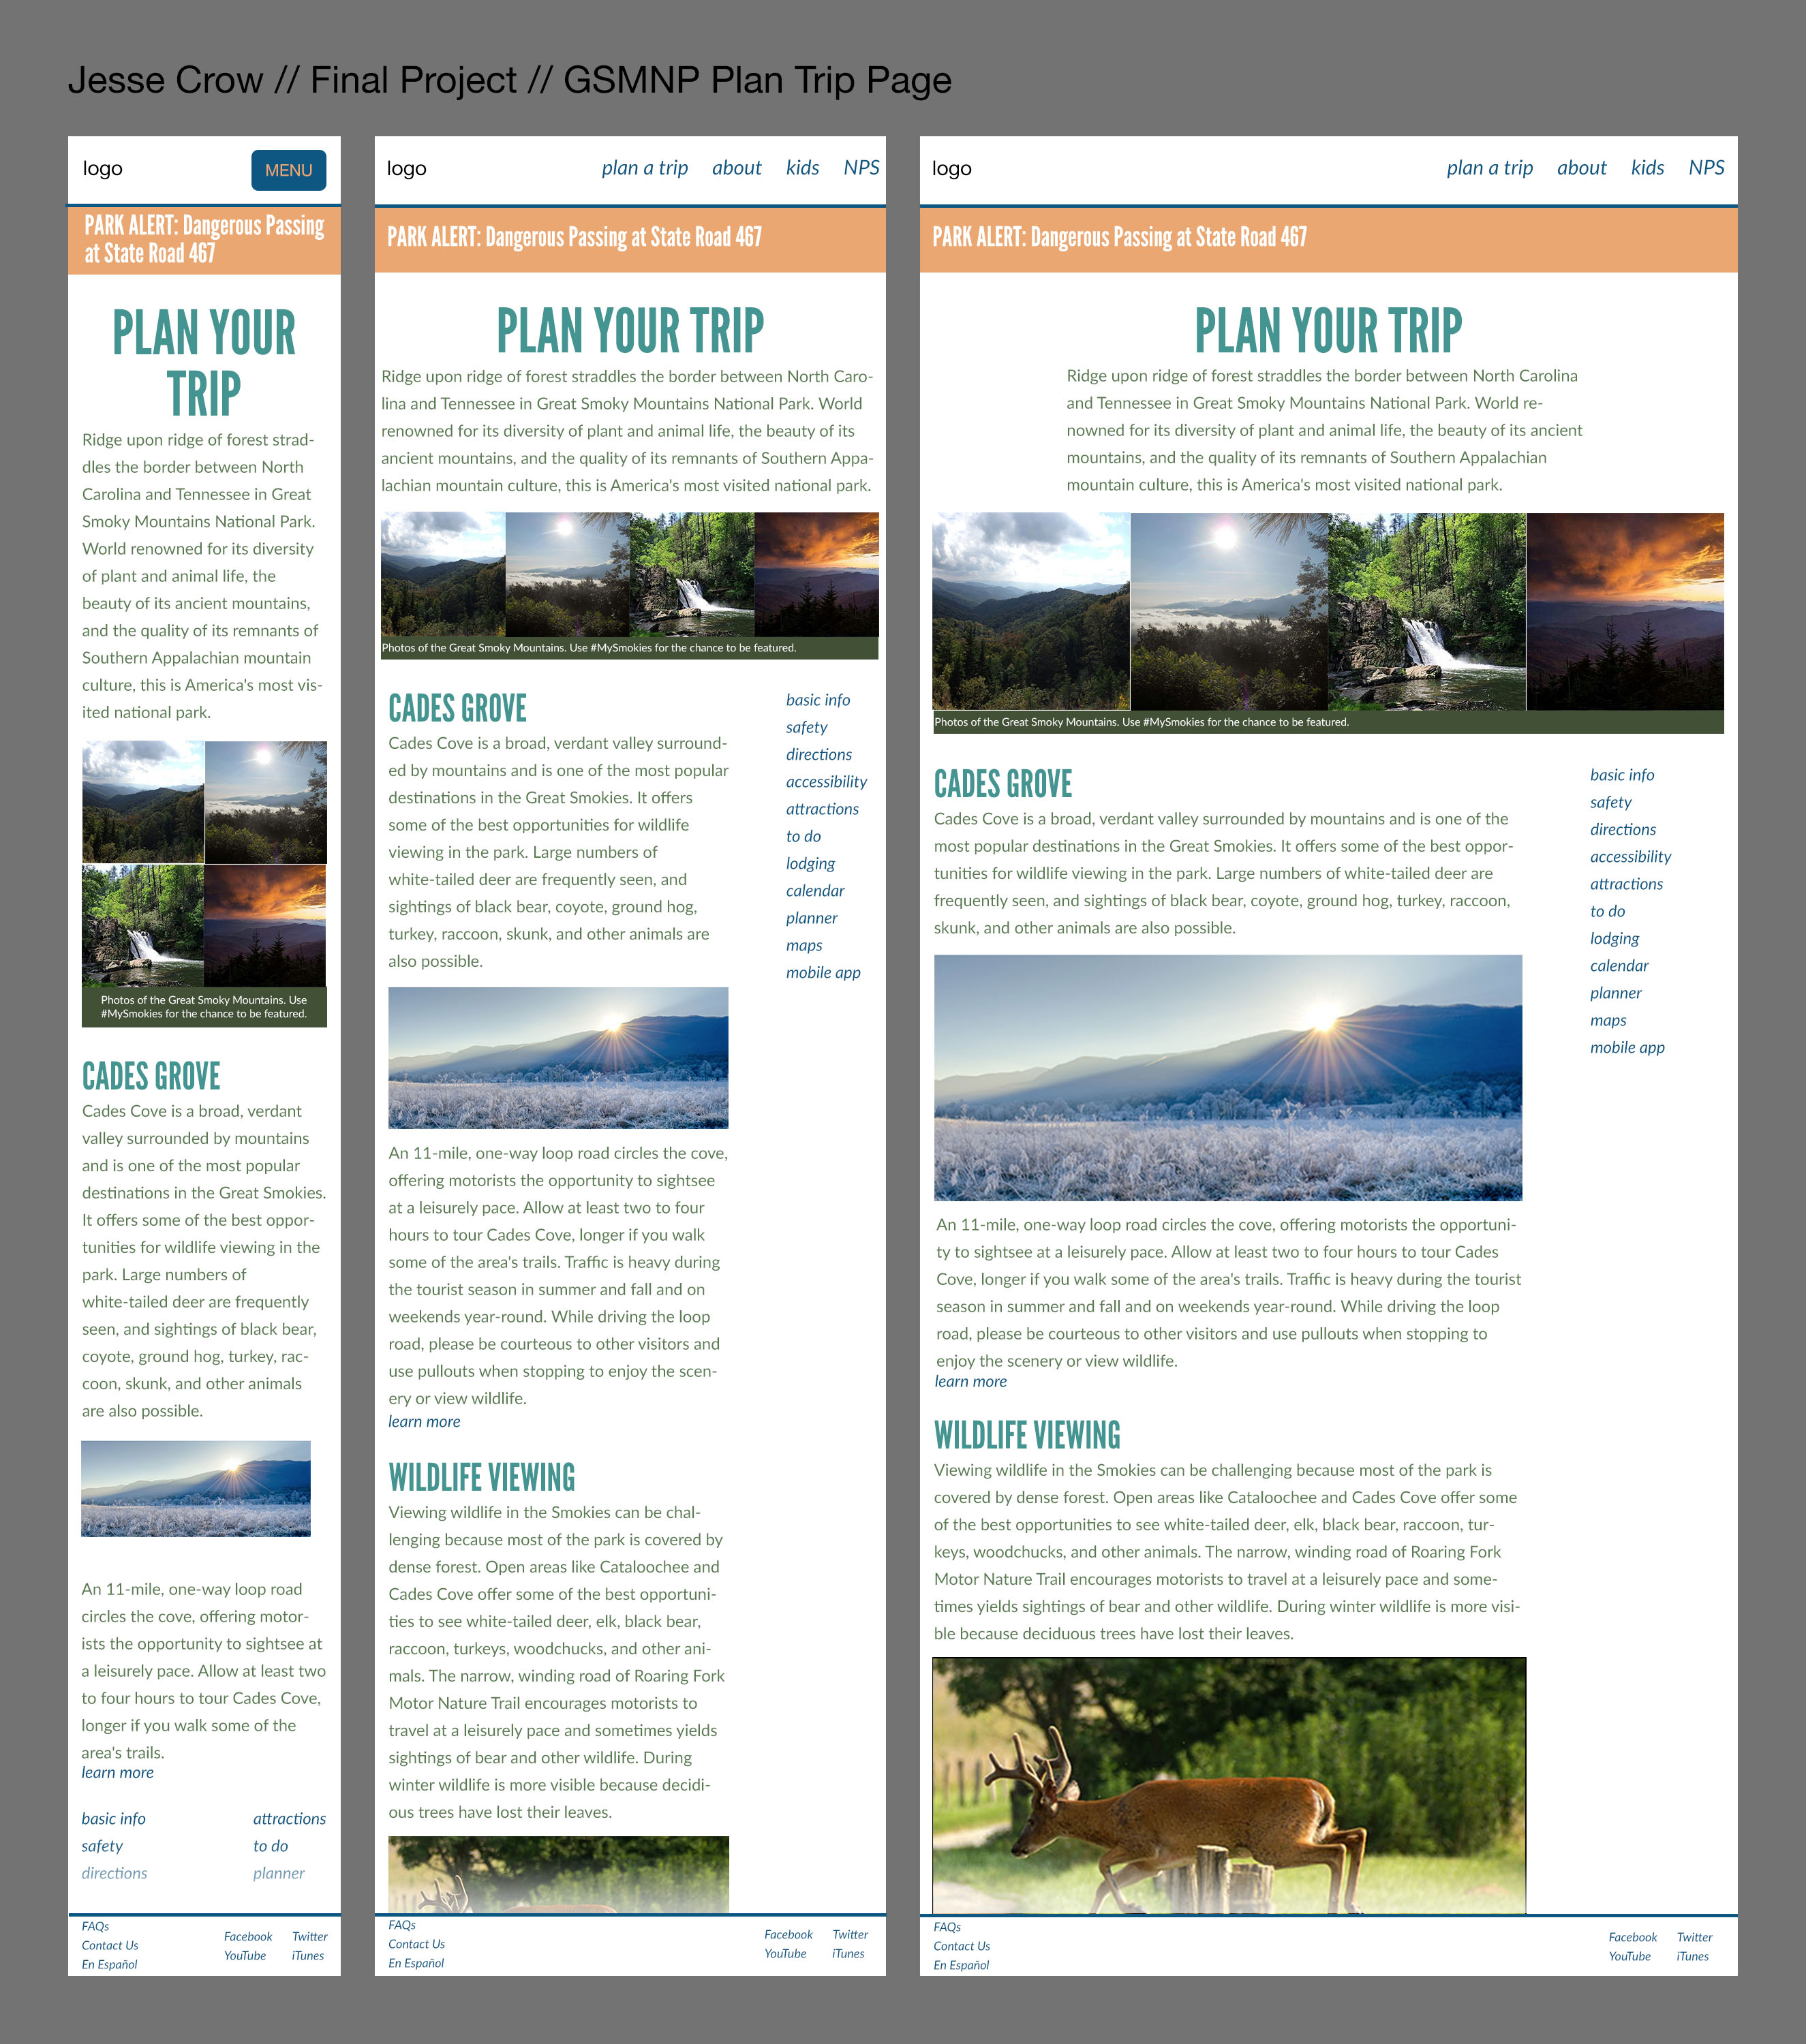 Jesse Crow // Final Project // GSMNP Plan Trip Page
logo
MENU
PARK ALERT: Dangerous Passing
at State Road 467
PLAN YOUR
TRIP
Ridge upon ridge of forest strad-
dles the border between North
Carolina and Tennessee in Great
Smoky Mountains National Park.
World renowned for its diversity
of plant and animal life, the
beauty of its ancient mountains,
and the quality of its remnants of
Southern Appalachian mountain
culture, this is America's most vis-
ited national park.
Photos of the Great Smoky Mountains. Use
#MySmokies for the chance to be featured.
CADES GROVE
Cades Cove is a broad, verdant
valley surrounded by mountains
and is one of the most popular
destinations in the Great Smokies.
It offers some of the best oppor-
tunities for wildlife viewing in the
park. Large numbers of
white-tailed deer are frequently
seen, and sightings of black bear,
coyote, ground hog, turkey, rac-
coon, skunk, and other animals
are also possible.
An 11-mile, one-way loop road
circles the cove, offering motor-
ists the opportunity to sightsee at
a leisurely pace. Allow at least two
to four hours to tour Cades Cove,
longer if you walk some of the
area's trails.
learn more
basic info attractions
safety to do
directions planner
FAQs
Contact Us
En Español
Facebook Twitter
YouTube iTunes
logo
plan a trip about kids NPS
PARK ALERT: Dangerous Passing at State Road 467
PLAN YOUR TRIP
Ridge upon ridge of forest straddles the border between North Caro-
lina and Tennessee in Great Smoky Mountains National Park. World
renowned for its diversity of plant and animal life, the beauty of its
ancient mountains, and the quality of its remnants of Southern Appa-
lachian mountain culture, this is America's most visited national park.
Photos of the Great Smoky Mountains. Use #MySmokies for the chance to be featured.
CADES GROVE
Cades Cove is a broad, verdant valley surround-
ed by mountains and is one of the most popular
destinations in the Great Smokies. It offers
some of the best opportunities for wildlife
viewing in the park. Large numbers of
white-tailed deer are frequently seen, and
sightings of black bear, coyote, ground hog,
turkey, raccoon, skunk, and other animals are
also possible.
An 11-mile, one-way loop road circles the cove,
offering motorists the opportunity to sightsee
at a leisurely pace. Allow at least two to four
hours to tour Cades Cove, longer if you walk
some of the area's trails. Traffic is heavy during
the tourist season in summer and fall and on
weekends year-round. While driving the loop
road, please be courteous to other visitors and
use pullouts when stopping to enjoy the scen-
ery or view wildlife.
learn more
WILDLIFE VIEWING
Viewing wildlife in the Smokies can be chal-
lenging because most of the park is covered by
dense forest. Open areas like Cataloochee and
Cades Cove offer some of the best opportuni-
ties to see white-tailed deer, elk, black bear,
raccoon, turkeys, woodchucks, and other ani-
mals. The narrow, winding road of Roaring Fork
Motor Nature Trail encourages motorists to
travel at a leisurely pace and sometimes yields
sightings of bear and other wildlife. During
winter wildlife is more visible because decidi-
ous trees have lost their leaves.
basic info
safety
directions
accessibility
attractions
to do
lodging
calendar
planner
maps
mobile app
FAQs
Contact Us
En Español
Facebook Twitter
YouTube iTunes
logo
plan a trip about kids NPS
PARK ALERT: Dangerous Passing at State Road 467
PLAN YOUR TRIP
Ridge upon ridge of forest straddles the border between North Carolina
and Tennessee in Great Smoky Mountains National Park. World re-
nowned for its diversity of plant and animal life, the beauty of its ancient
mountains, and the quality of its remnants of Southern Appalachian
mountain culture, this is America's most visited national park.
Photos of the Great Smoky Mountains. Use #MySmokies for the chance to be featured.
CADES GROVE
Cades Cove is a broad, verdant valley surrounded by mountains and is one of the
most popular destinations in the Great Smokies. It offers some of the best oppor-
tunities for wildlife viewing in the park. Large numbers of white-tailed deer are
frequently seen, and sightings of black bear, coyote, ground hog, turkey, raccoon,
skunk, and other animals are also possible.
An 11-mile, one-way loop road circles the cove, offering motorists the opportuni-
ty to sightsee at a leisurely pace. Allow at least two to four hours to tour Cades
Cove, longer if you walk some of the area's trails. Traffic is heavy during the tourist
season in summer and fall and on weekends year-round. While driving the loop
road, please be courteous to other visitors and use pullouts when stopping to
enjoy the scenery or view wildlife.
learn more
WILDLIFE VIEWING
Viewing wildlife in the Smokies can be challenging because most of the park is
covered by dense forest. Open areas like Cataloochee and Cades Cove offer some
of the best opportunities to see white-tailed deer, elk, black bear, raccoon, tur-
keys, woodchucks, and other animals. The narrow, winding road of Roaring Fork
Motor Nature Trail encourages motorists to travel at a leisurely pace and some-
times yields sightings of bear and other wildlife. During winter wildlife is more visi-
ble because deciduous trees have lost their leaves.
basic info
safety
directions
accessibility
attractions
to do
lodging
calendar
planner
maps
mobile app
FAQs
Contact Us
En Español
Facebook Twitter
YouTube iTunes